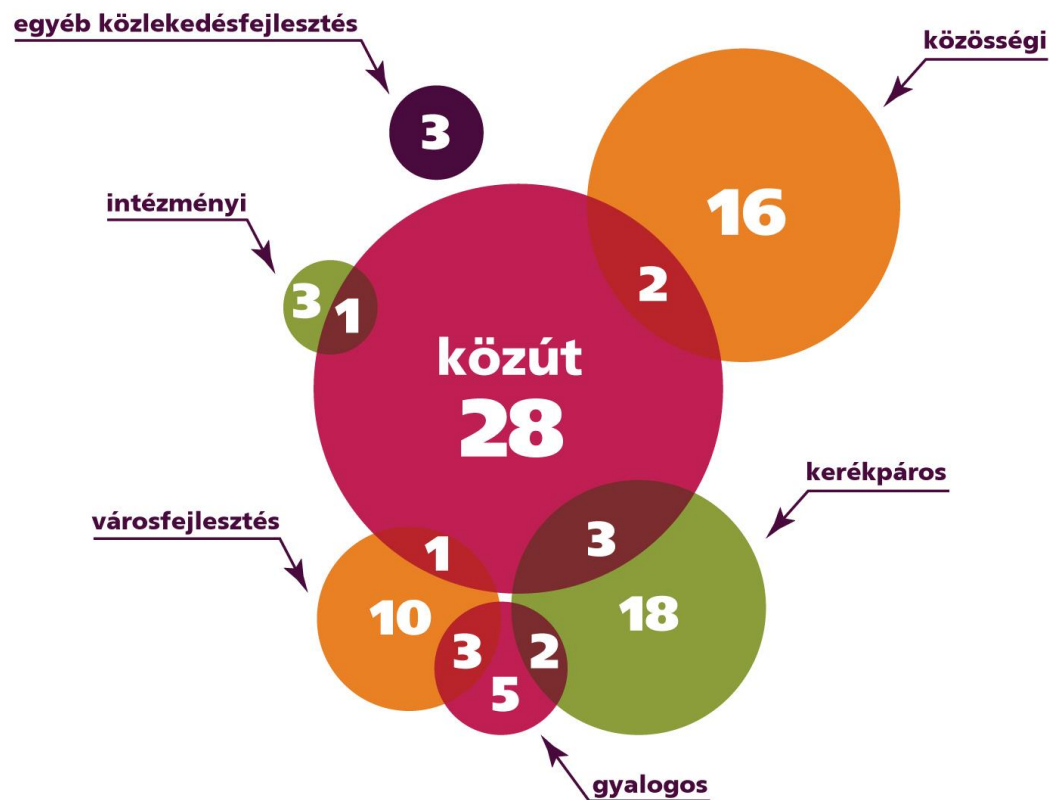 egyéb közlekedésfejlesztés
közösségi
3
16
intézményi
2
3
1
közút
28
kerékpáros
városfejlesztés
1
3
10
18
3
2
5
gyalogos